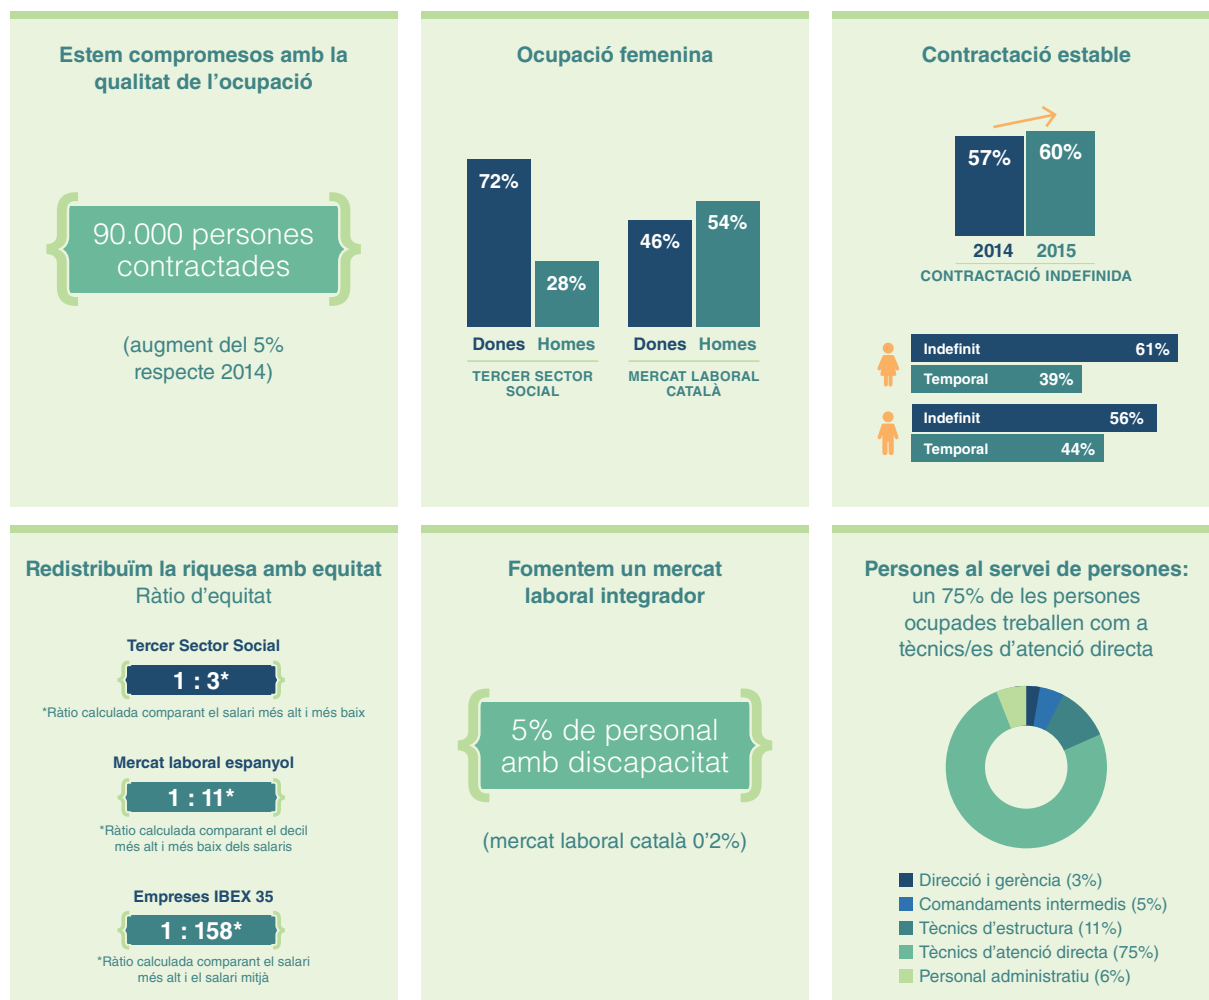 Estem compromesos amb la
qualitat de l'ocupació
90.000 persones
contractades
(augment del 5%
respecte 2014)
Ocupació femenina
72%
28%
46%
54%
Dones Homes
Dones Homes
TERCER SECTOR
SOCIAL
MERCAT LABORAL
CATALÀ
Contractació estable
57%
60%
2014 2015
CONTRACTACIÓ INDEFINIDA
Indefinit 61%
Temporal 39%
Indefinit 56%
Temporal 44%
Redistribuïm la riquesa amb equitat
Ràtio d'equitat
Tercer Sector Social
1 : 3*
*Ràtio calculada comparant el salari més alt i més baix
Mercat laboral espanyol
1 : 11*
*Ràtio calculada comparant el decil
més alt i més baix dels salaris
Empreses IBEX 35
1 : 158*
*Ràtio calculada comparant el salari
més alt i el salari mitjà
Fomentem un mercat
laboral integrador
5% de personal
amb discapacitat
(mercat laboral català 0'2%)
Persones al servei de persones:
un 75% de les persones
ocupades treballen com a
tècnics/es d'atenció directa
Direcció i gerència (3%)
Comandaments intermedis (5%)
Tècnics d'estructura (11%)
Tècnics d'atenció directa (75%)
Personal administratiu (6%)